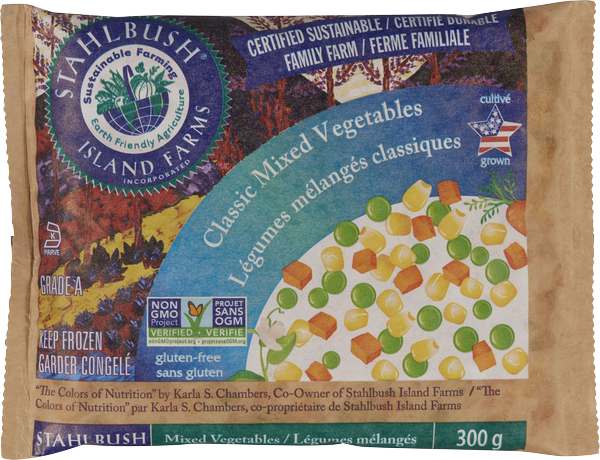 STAHLBUSH®
Sustainable Farming
Earth Friendly Agriculture
ISLAND FARMS
INCORPORATED
CERTIFIED SUSTAINABLE / CERTIFIÉ DURABLE
FAMILY FARM / FERME FAMILIALE
Classic Mixed Vegetables
Légumes mélangés classiques
cultivé
grown
K
PARVE
GRADE A
KEEP FROZEN
GARDER CONGELÉ
NON
GMO
Project
VERIFIED
nonGMOproject.org
PROJET
SANS
OGM
VÉRIFIÉ
projetsansOGM.org
gluten-free
sans gluten
“The Colors of Nutrition” by Karla S. Chambers, Co-Owner of Stahlbush Island Farms / “The
Colors of Nutrition” par Karla S. Chambers, co-propriétaire de Stahlbush Island Farms
STAHLBUSH Mixed Vegetables / Légumes mélangés 300 g